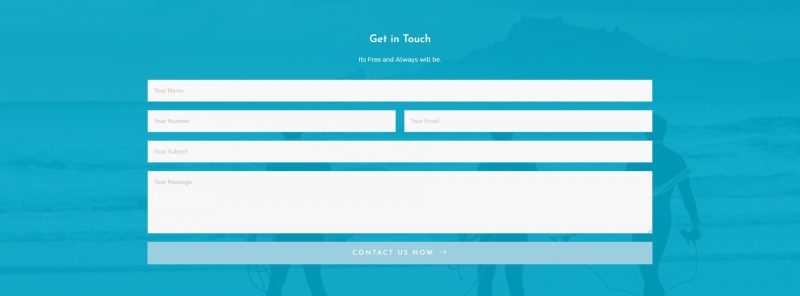 Get in Touch
Its Free and Always will be.
Your Name
Your Number
Your Email
Your Subject
Your Message
CONTACT US NOW →